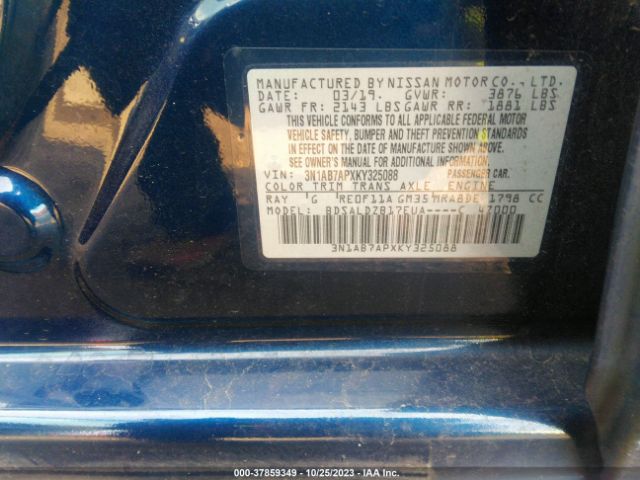 MANUFACTURED BY NISSAN MOTOR CO., LTD.
DATE: 03/19. GVWR: 3876 LBS
GAWR FR: 2143 LBS GAWR RR: 1881 LBS
THIS VEHICLE CONFORMS TO ALL APPLICABLE FEDERAL MOTOR
VEHICLE SAFETY, BUMPER AND THEFT PREVENTION STANDARDS
IN EFFECT ON THE DATE OF MANUFACTURE SHOWN ABOVE.
SEE OWNER'S MANUAL FOR ADDITIONAL INFORMATION.
VIN: 3N1AB7APXKY325088 PASSENGER CAR.
COLOR TRIM TRANS AXLE ENGINE
RAY G RE0F11A GM35 MRA8DE 1798 CC
MODEL: BDSALDZB17EUA----C 47000
3N1AB7APXKY325088
000-37859349 | 10/25/2023 | IAA Inc.